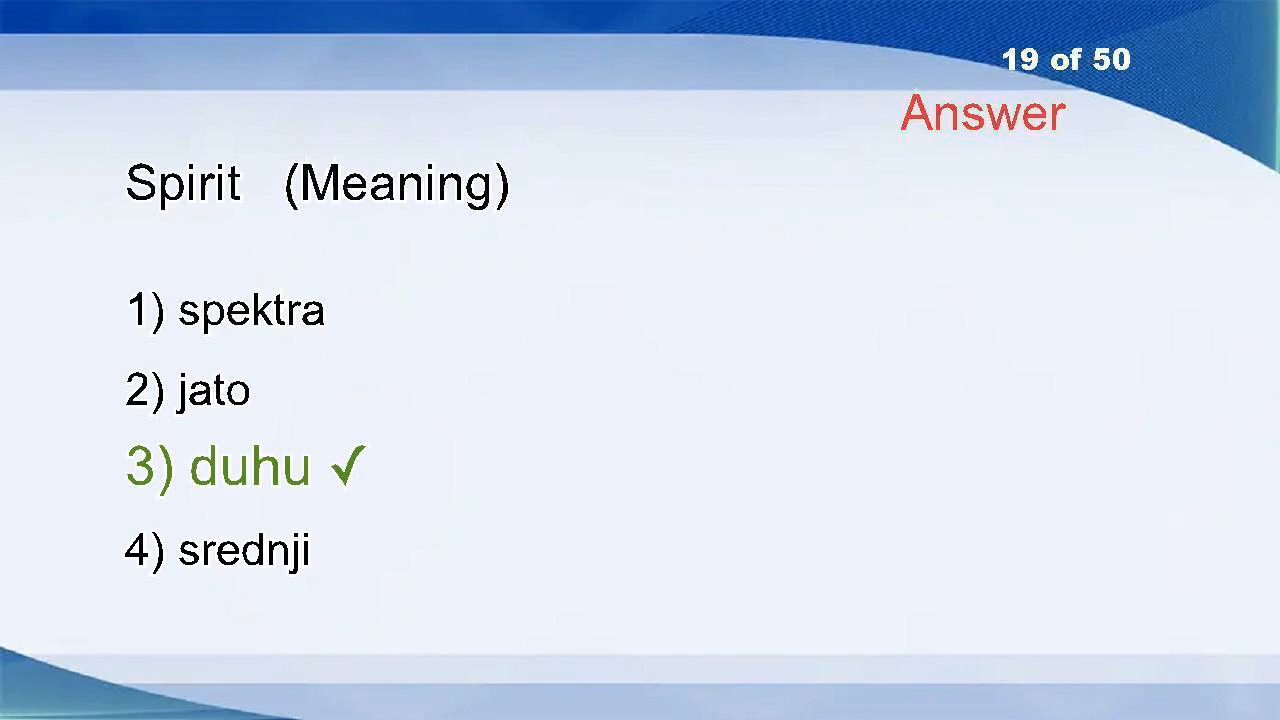 19 of 50
Answer
Spirit (Meaning)
1) spektra
2) jato
3) duhu ✓
4) srednji